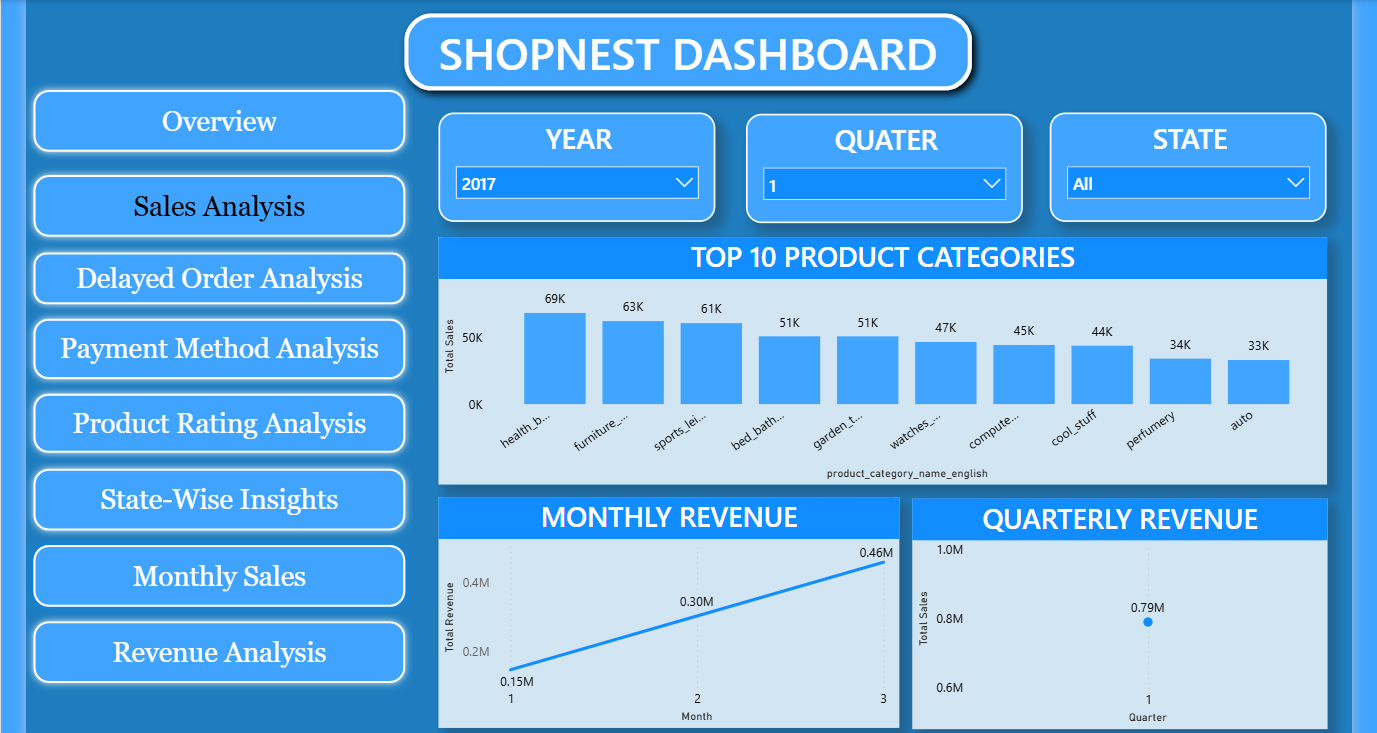 SHOPNEST DASHBOARD
Overview
Sales Analysis
Delayed Order Analysis
Payment Method Analysis
Product Rating Analysis
State-Wise Insights
Monthly Sales
Revenue Analysis
YEAR
2017
QUATER
1
STATE
All
TOP 10 PRODUCT CATEGORIES
Total Sales
50K
0K
69K
63K
61K
51K
51K
47K
45K
44K
34K
33K
health_b...
furniture_...
sports_lei...
bed_bath...
garden_t...
watches_...
compute...
cool_stuff
perfumery
auto
product_category_name_english
MONTHLY REVENUE
Total Revenue
0.4M
0.2M
0.15M
0.30M
0.46M
1
2
3
Month
QUARTERLY REVENUE
Total Sales
1.0M
0.8M
0.6M
0.79M
1
Quarter